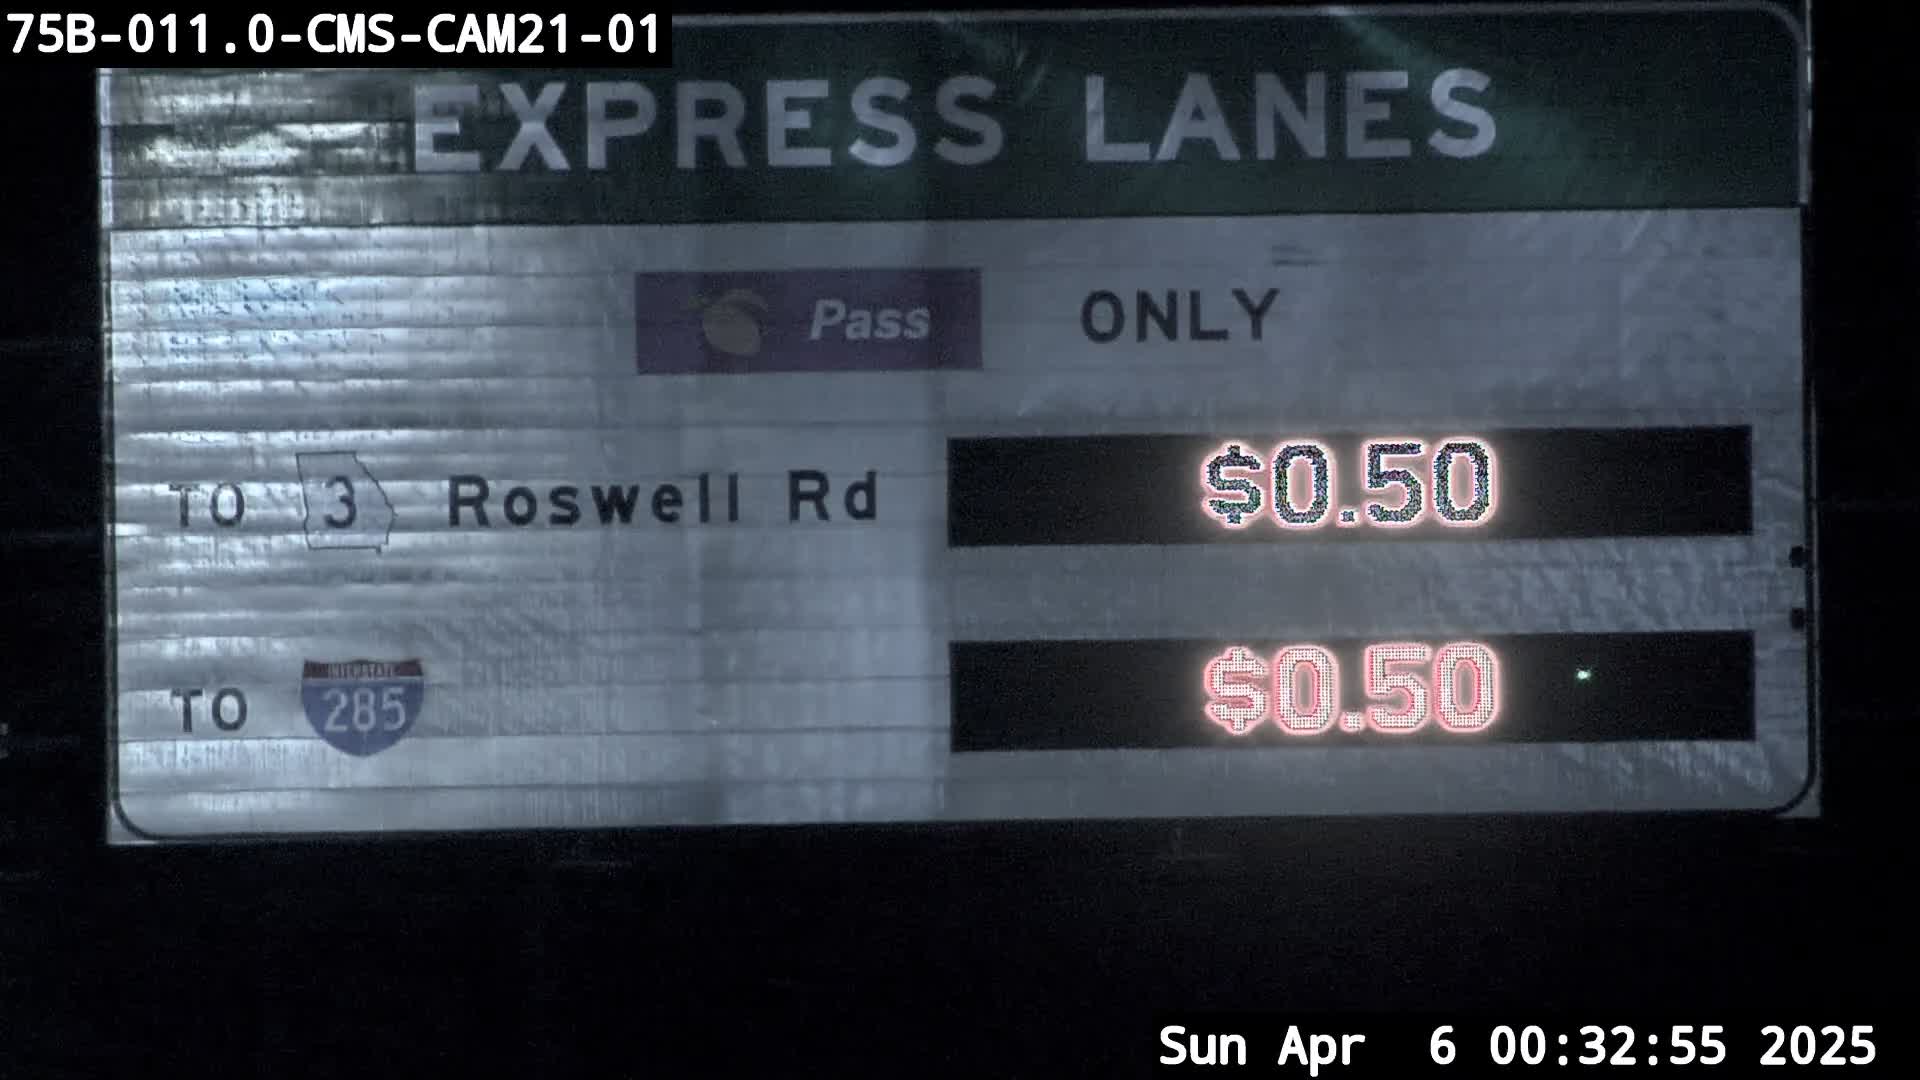 75B-011.0-CMS-CAM21-01
EXPRESS LANES
Pass ONLY
TO 3 Roswell Rd $0.50
INTERSTATE
TO 285 $0.50
Sun Apr 6 00:32:55 2025